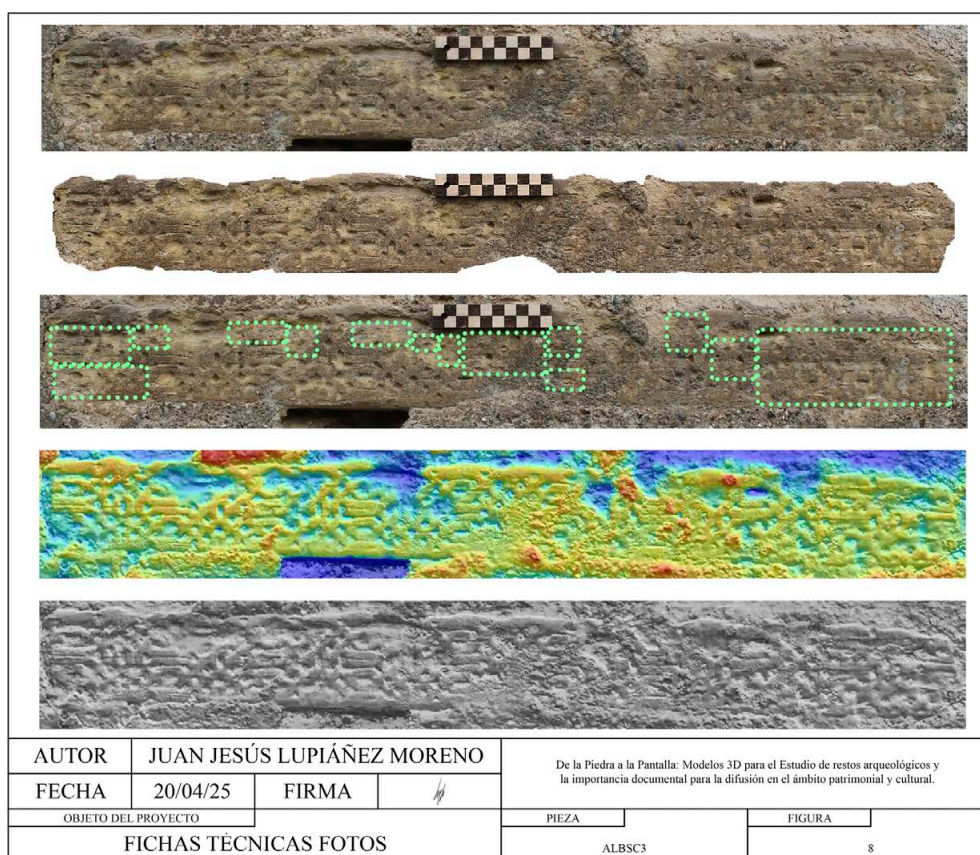 AUTOR
JUAN JESÚS LUPIÁÑEZ MORENO
De la Piedra a la Pantalla: Modelos 3D para el Estudio de restos arqueológicos y
la importancia documental para la difusión en el ámbito patrimonial y cultural.
FECHA
20/04/25
FIRMA
OBJETO DEL PROYECTO
FICHAS TÉCNICAS FOTOS
PIEZA
ALBSC3
FIGURA
8